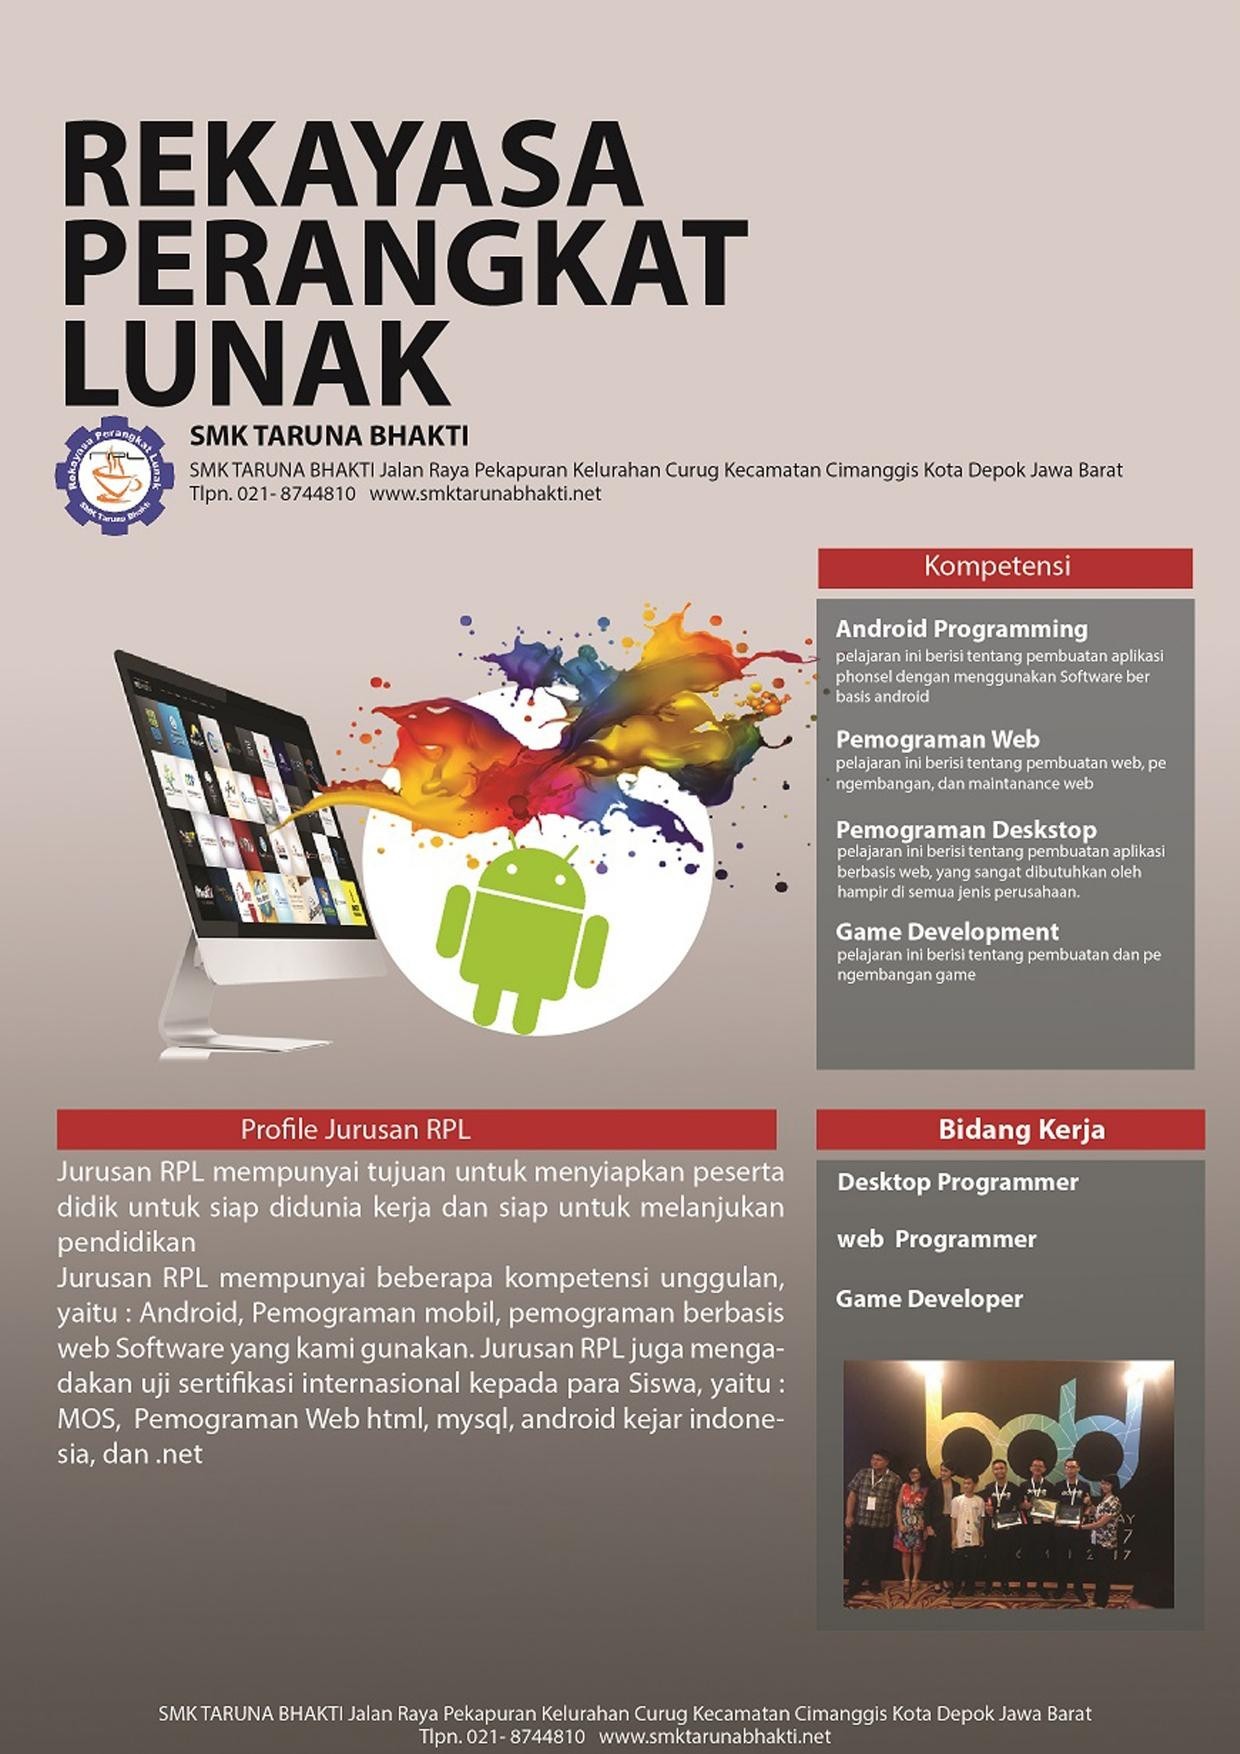 REKAYASA
PERANGKAT
LUNAK
Rekayasa Perangkat Lunak
RPL
SMK Taruna Bhakti
SMK TARUNA BHAKTI
SMK TARUNA BHAKTI Jalan Raya Pekapuran Kelurahan Curug Kecamatan Cimanggis Kota Depok Jawa Barat
Tlpn. 021- 8744810   www.smktarunabhakti.net
Kompetensi
Android Programming
pelajaran ini berisi tentang pembuatan aplikasi
phonsel dengan menggunakan Software ber
basis android
Pemograman Web
pelajaran ini berisi tentang pembuatan web, pe
ngembangan, dan maintanance web
Pemograman Deskstop
pelajaran ini berisi tentang pembuatan aplikasi
berbasis web, yang sangat dibutuhkan oleh
hampir di semua jenis perusahaan.
Game Development
pelajaran ini berisi tentang pembuatan dan pe
ngembangan game
Profile Jurusan RPL
Jurusan RPL mempunyai tujuan untuk menyiapkan peserta
didik untuk siap didunia kerja dan siap untuk melanjukan
pendidikan
Jurusan RPL mempunyai beberapa kompetensi unggulan,
yaitu : Android, Pemograman mobil, pemograman berbasis
web Software yang kami gunakan. Jurusan RPL juga menga-
dakan uji sertifikasi internasional kepada para Siswa, yaitu :
MOS,  Pemograman Web html, mysql, android kejar indone-
sia, dan .net
Bidang Kerja
Desktop Programmer
web  Programmer
Game Developer
SMK TARUNA BHAKTI Jalan Raya Pekapuran Kelurahan Curug Kecamatan Cimanggis Kota Depok Jawa Barat
Tlpn. 021- 8744810   www.smktarunabhakti.net